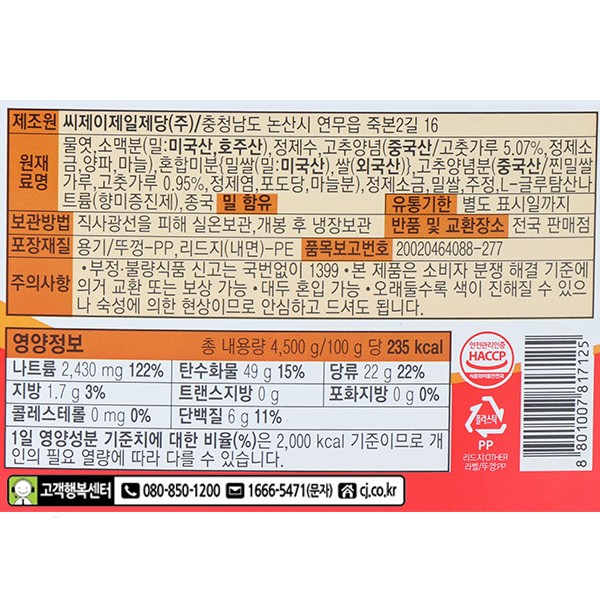 제조원 씨제이제일제당(주)/충청남도 논산시 연무읍 죽본2길 16
원재료명 물엿,소맥분(밀:미국산,호주산), 정제수,고추양념(중국산/고춧가루 5.07%, 정제소
금,양파, 마늘),혼합미분{밀쌀(밀:미국산),쌀(외국산)},고추양념분(중국산/찐밀쌀
가루,고춧가루 0.95%, 정제염,포도당,마늘분),정제소금,밀쌀,주정,L-글루탐산나
트륨(향미증진제),종국 밀 함유 유통기한 별도 표시일까지
보관방법 직사광선을 피해 실온보관,개봉 후 냉장보관 반품 및 교환장소 전국 판매점
포장재질 용기/뚜껑-PP,리드지(내면)-PE 품목보고번호 20020464088-277
주의사항 •부정·불량식품 신고는 국번없이 1399 •본 제품은 소비자 분쟁 해결 기준에
의거 교환 또는 보상 가능 •대두 혼입 가능 •오래둘수록 색이 진해질 수 있으
나 숙성에 의한 현상이므로 안심하고 드셔도 됩니다.
영양정보 총 내용량 4,500 g/100 g 당 235 kcal
나트륨 2,430 mg 122% 탄수화물 49 g 15% 당류 22 g 22%
지방 1.7 g 3% 트랜스지방 0 g 포화지방 0 g 0%
콜레스테롤 0 mg 0% 단백질 6 g 11%
1일 영양성분 기준치에 대한 비율(%)은 2,000 kcal 기준이므로 개
인의 필요 열량에 따라 다를 수 있습니다.
안전관리인증
HACCP
식품의약품안전처
플라스틱
PP
리드지:OTHER
라벨/뚜껑:PP
8 801007 817125
고객행복센터 080-850-1200 1666-5471(문자) cj.co.kr